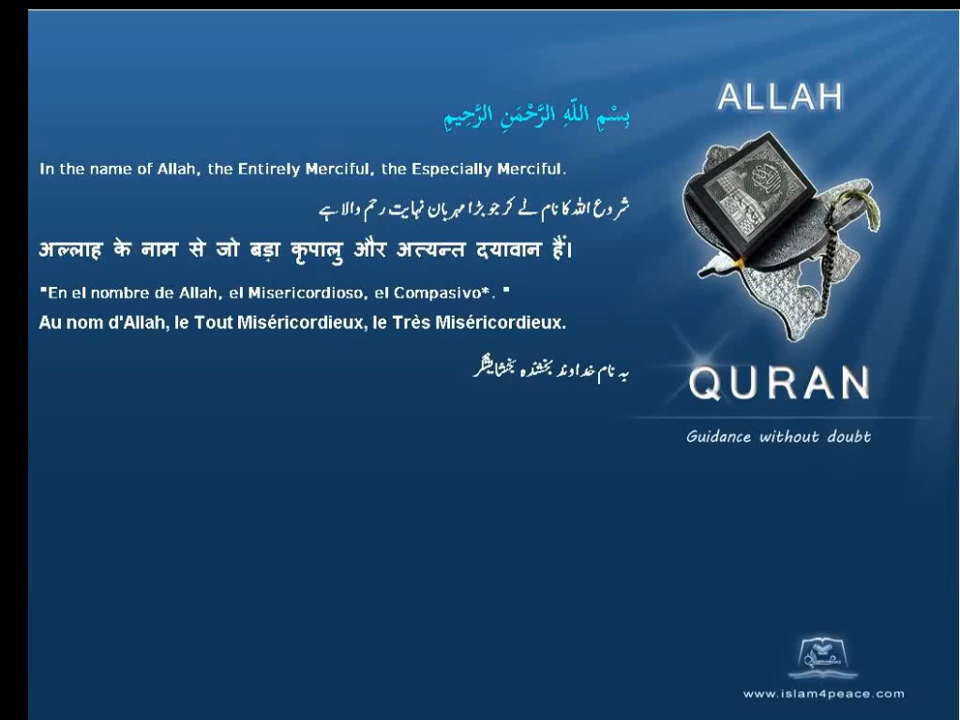 بِسْمِ اللَّهِ الرَّحْمَنِ الرَّحِيمِ
In the name of Allah, the Entirely Merciful, the Especially Merciful.
شروع الله کا نام لے کر جو بڑا مہربان نہایت رحم والا ہے
अल्लाह के नाम से जो बड़ा कृपालु और अत्यन्त दयावान हैं।
"En el nombre de Allah, el Misericordioso, el Compasivo*. "
Au nom d'Allah, le Tout Miséricordieux, le Très Miséricordieux.
به نام خداوند بخشنده بخشایشگر
ALLAH
QURAN
Guidance without doubt
www.islam4peace.com